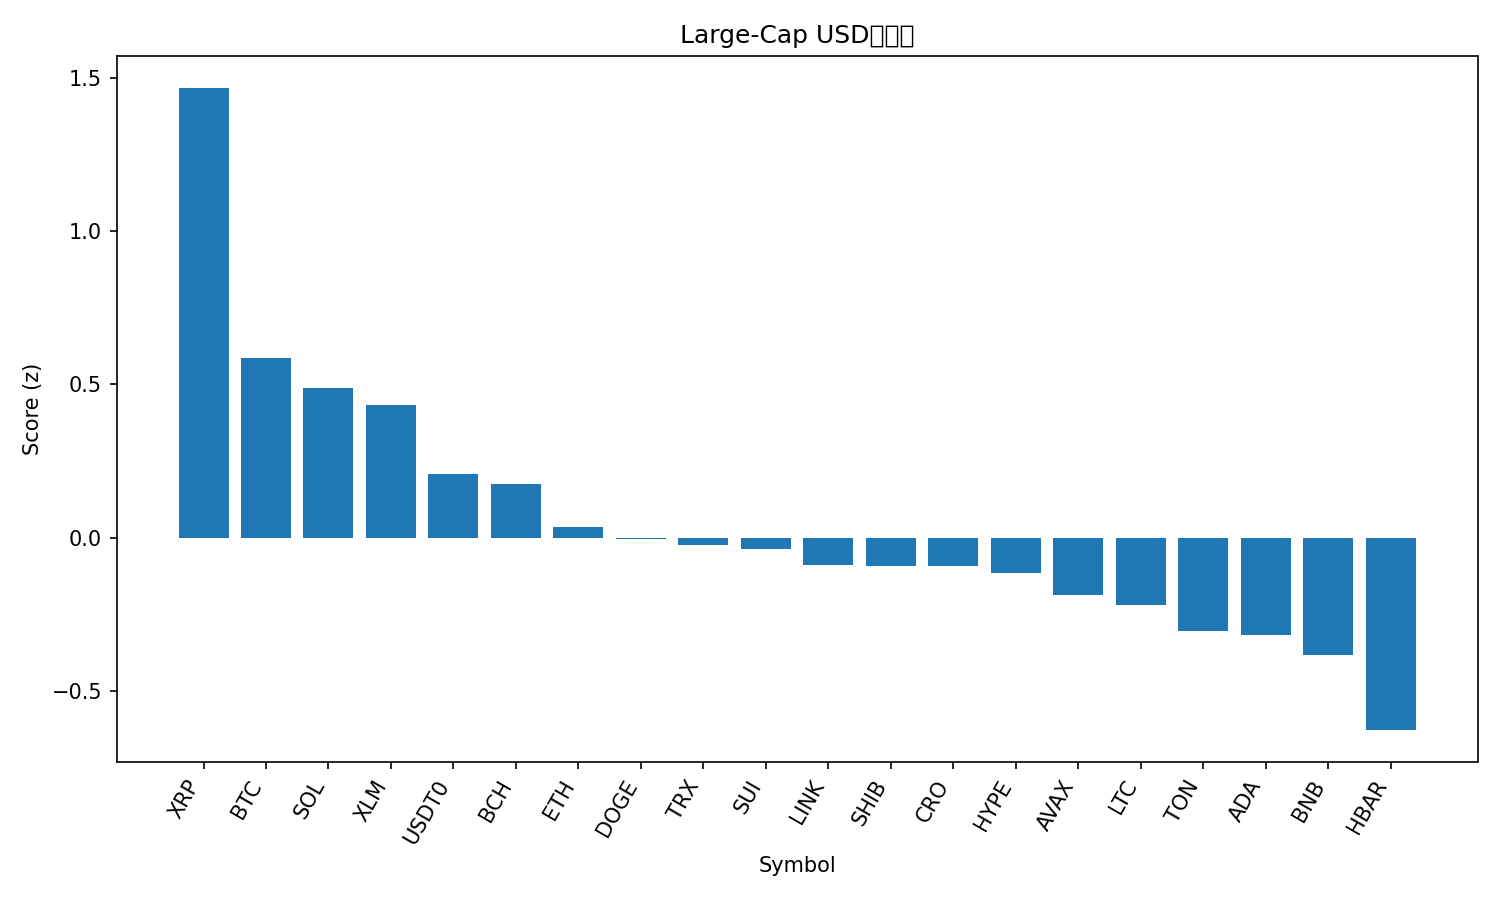 Large-Cap USD
1.5
1.0
0.5
0.0
−0.5
Score (z)
XRP
BTC
SOL
XLM
USDT0
BCH
ETH
DOGE
TRX
SUI
LINK
SHIB
CRO
HYPE
AVAX
LTC
TON
ADA
BNB
HBAR
Symbol